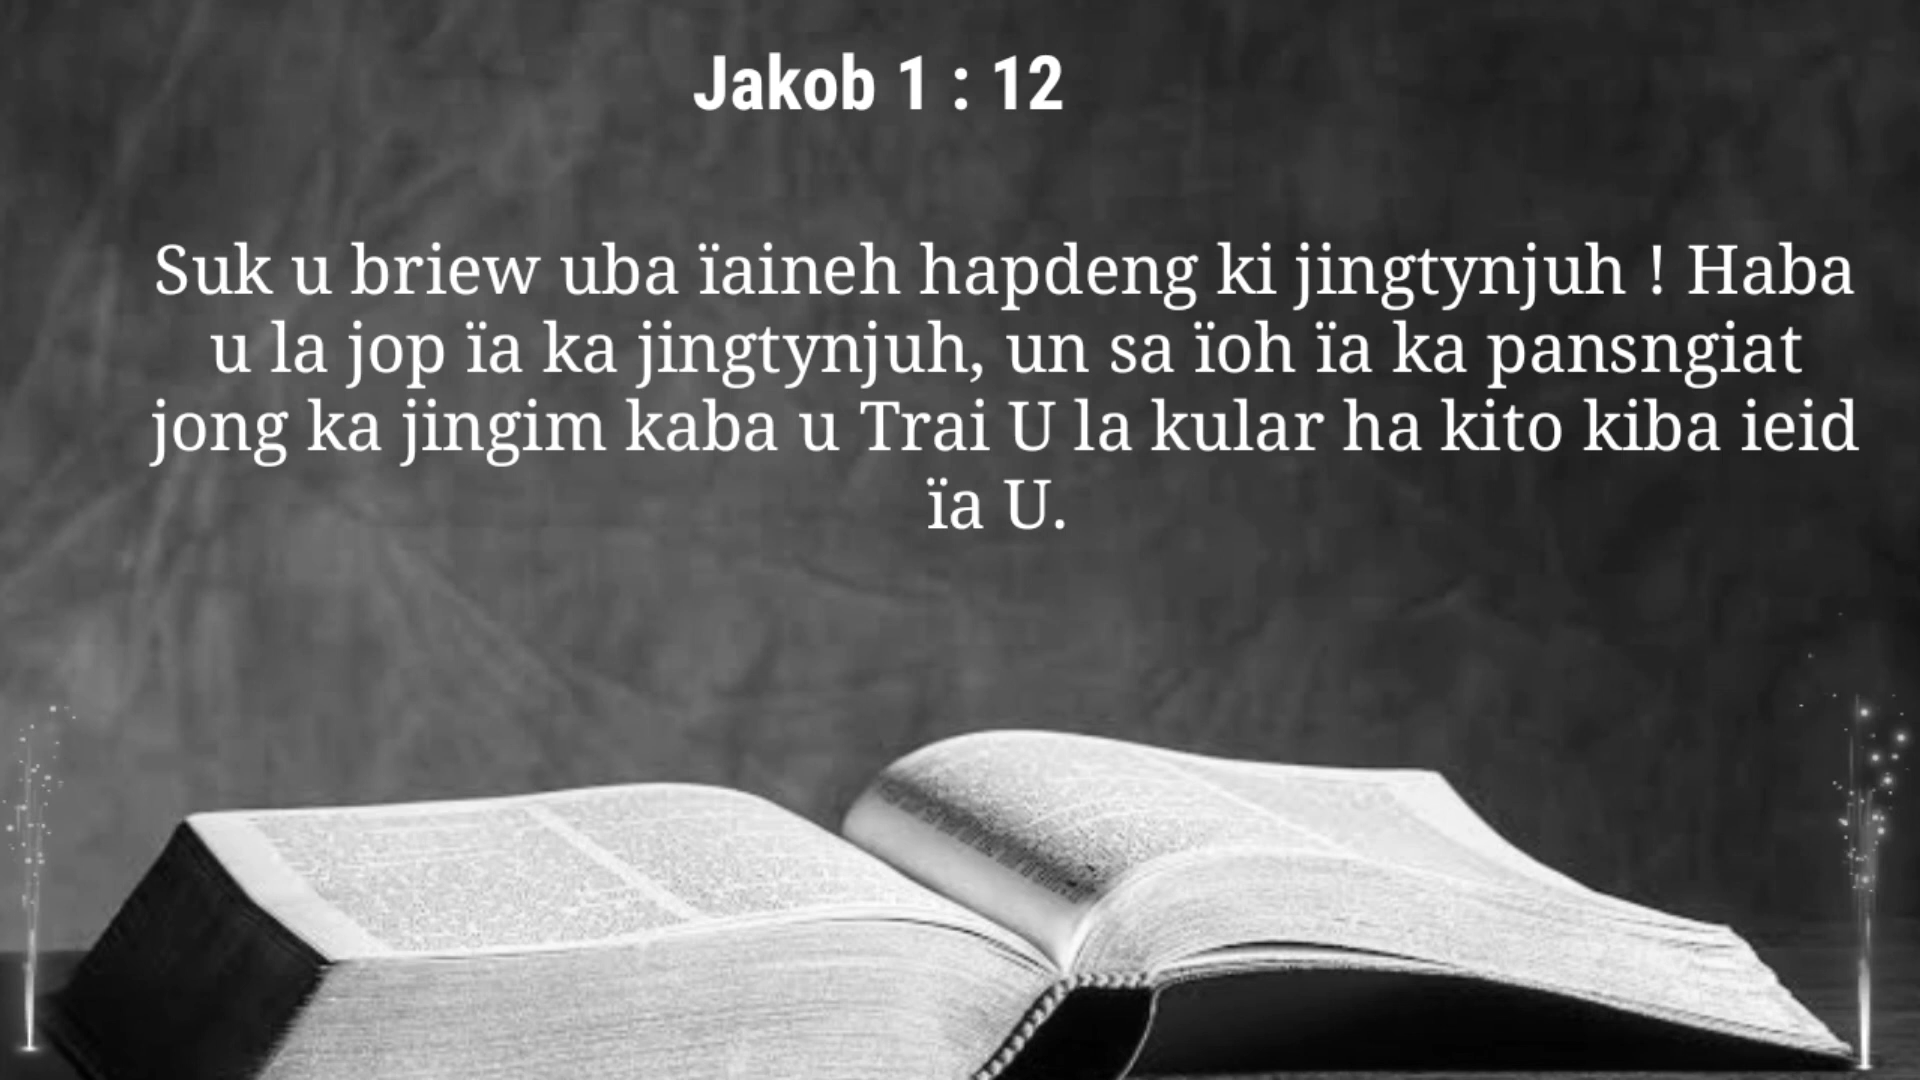 Jakob 1 : 12
Suk u briew uba ïaineh hapdeng ki jingtynjuh ! Haba
u la jop ïa ka jingtynjuh, un sa ïoh ïa ka pansngiat
jong ka jingim kaba u Trai U la kular ha kito kiba ieid
ïa U.